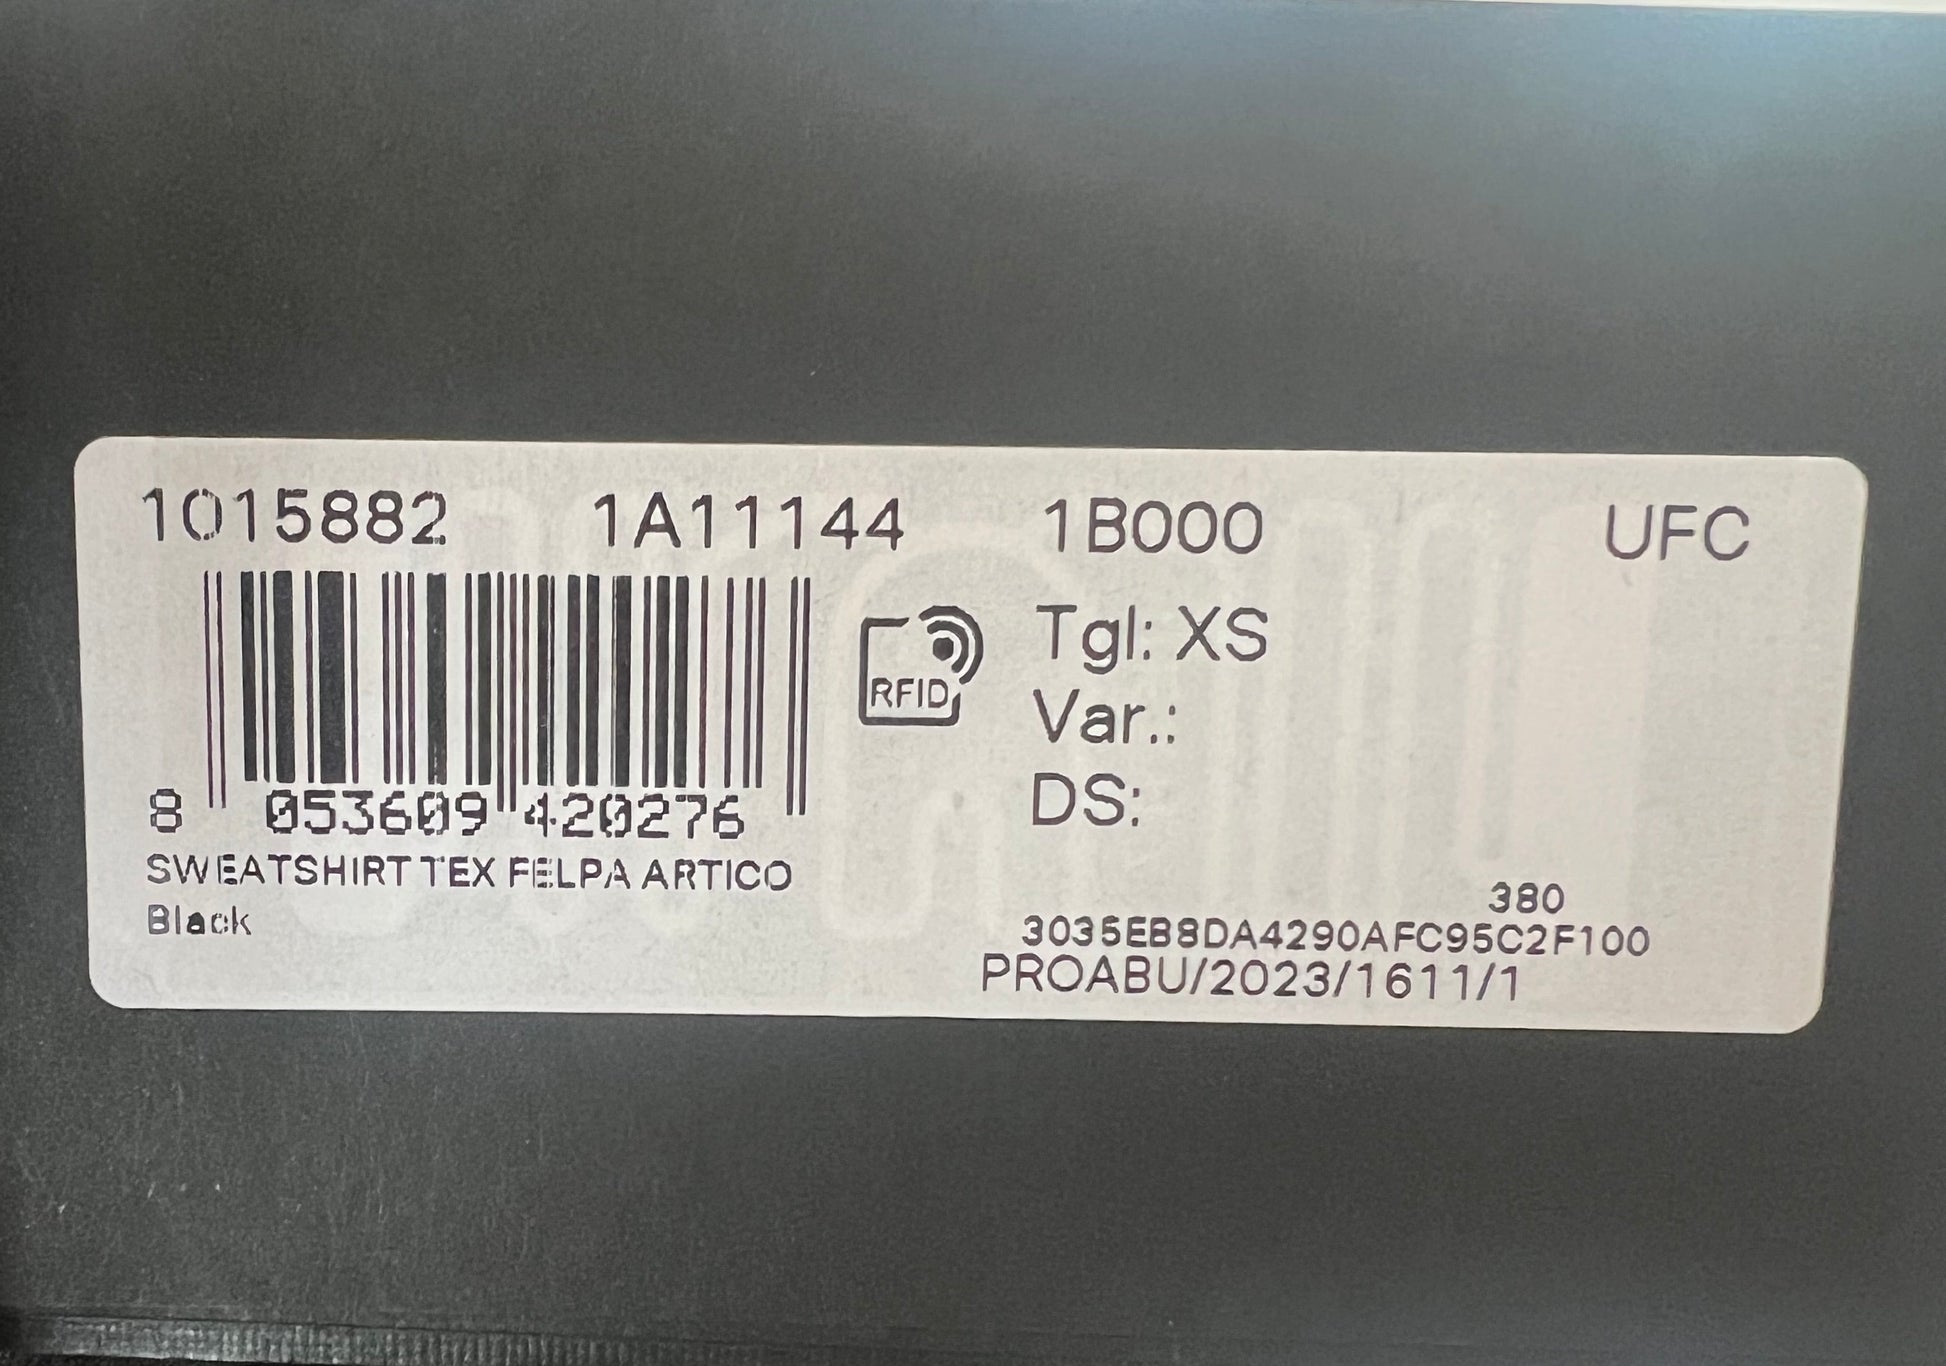 1015882 1A11144 1B000 UFC
RFID
Tgl: XS
Var.:
DS:
8 053609 420276
SWEATSHIRT TEX FELPA ARTICO
Black
380
3035EB8DA4290AFC95C2F100
PROABU/2023/1611/1